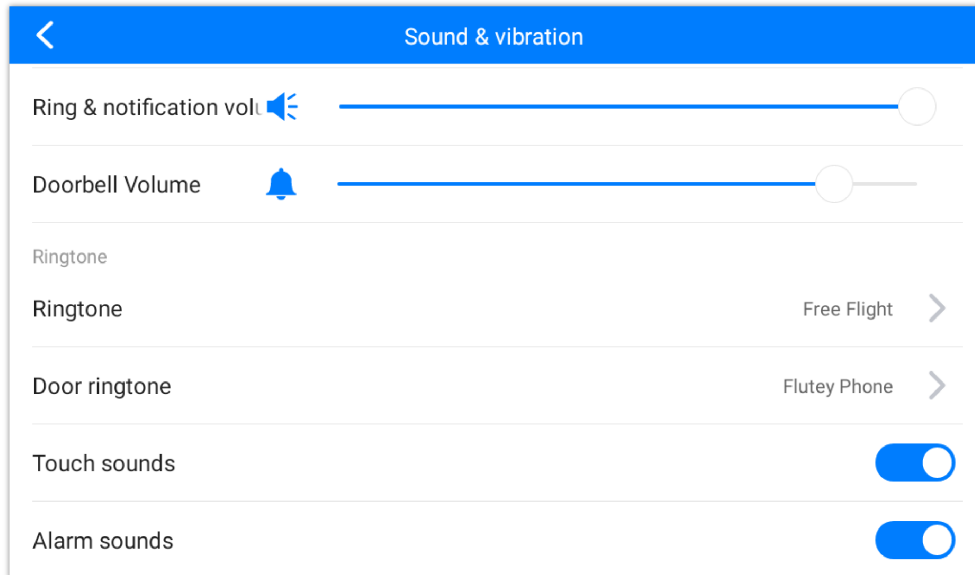 Sound & vibration
Ring & notification volu
Doorbell Volume
Ringtone
Ringtone Free Flight
Door ringtone Flutey Phone
Touch sounds
Alarm sounds